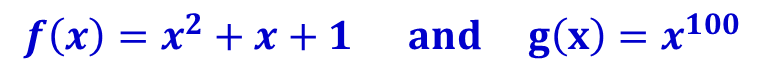 f(x) = x² + x + 1 and g(x) = x¹⁰⁰